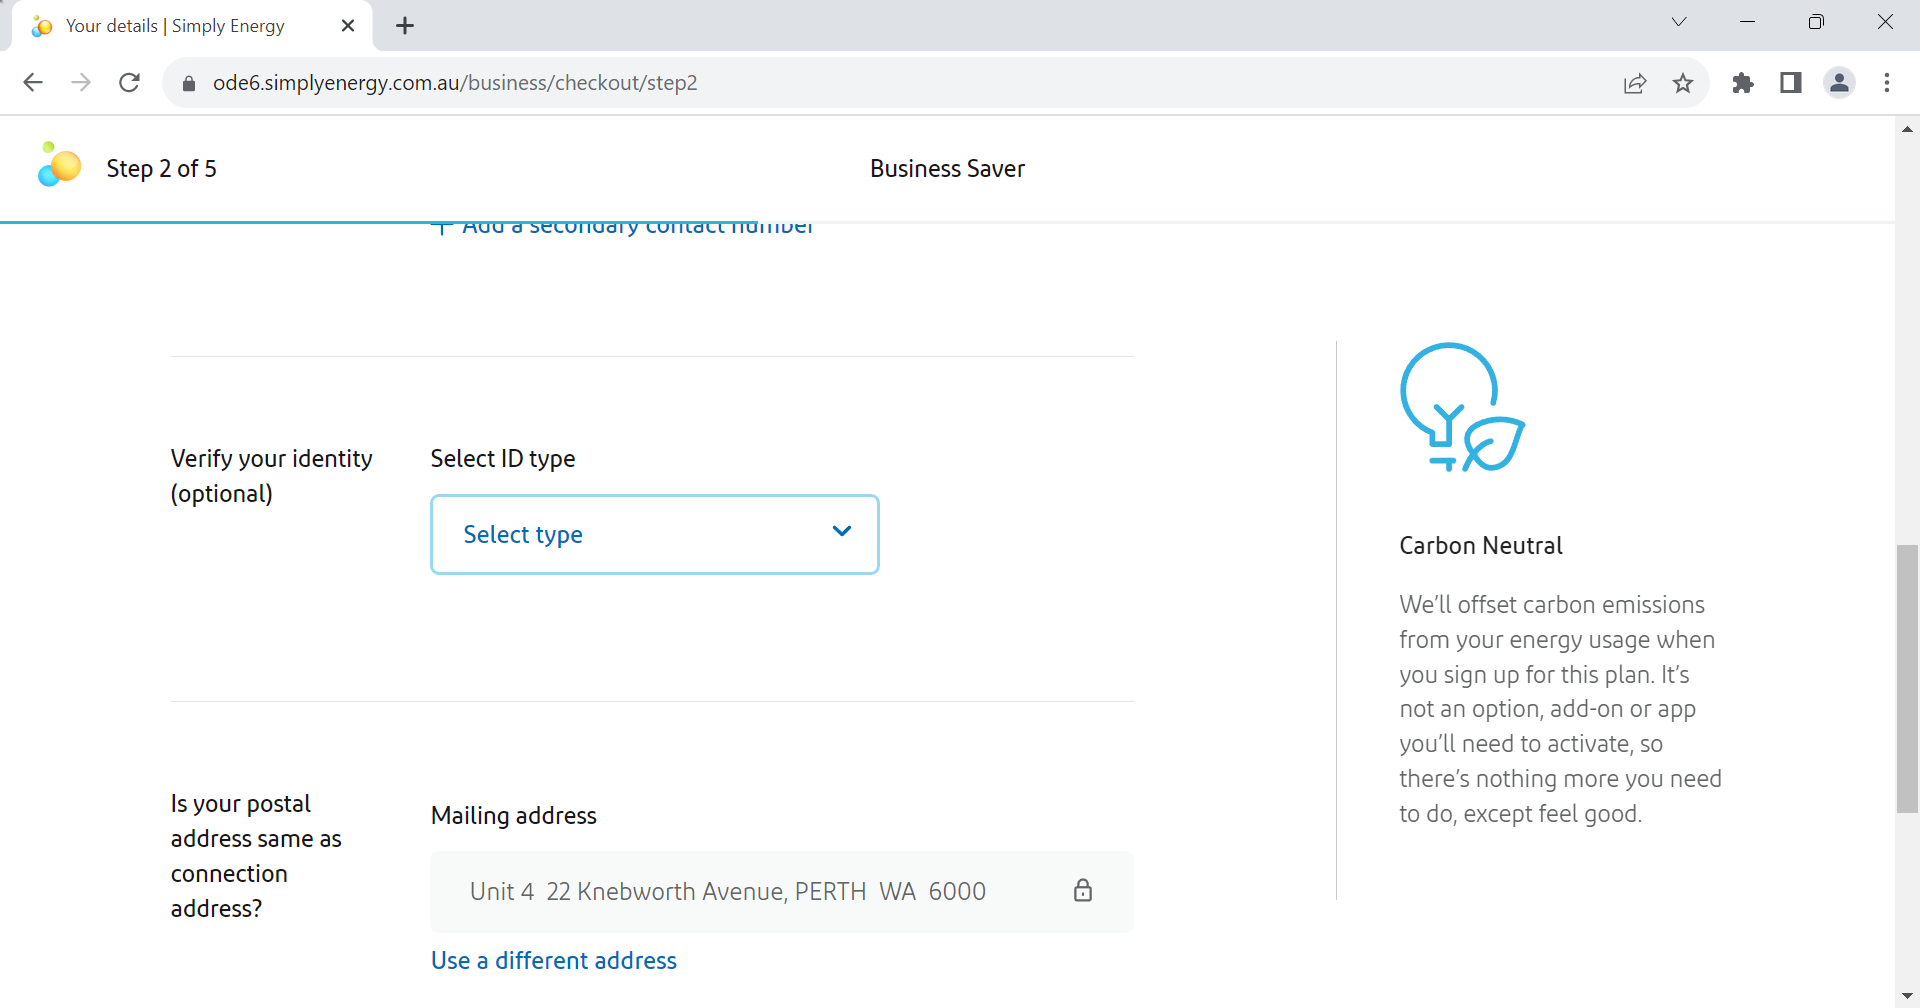 Your details | Simply Energy
ode6.simplyenergy.com.au/business/checkout/step2
Step 2 of 5
Business Saver
Add a secondary contact number
Verify your identity
(optional)
Select ID type
Select type
Is your postal
address same as
connection
address?
Mailing address
Unit 4 22 Knebworth Avenue, PERTH WA 6000
Use a different address
Carbon Neutral
We'll offset carbon emissions
from your energy usage when
you sign up for this plan. It's
not an option, add-on or app
you'll need to activate, so
there's nothing more you need
to do, except feel good.